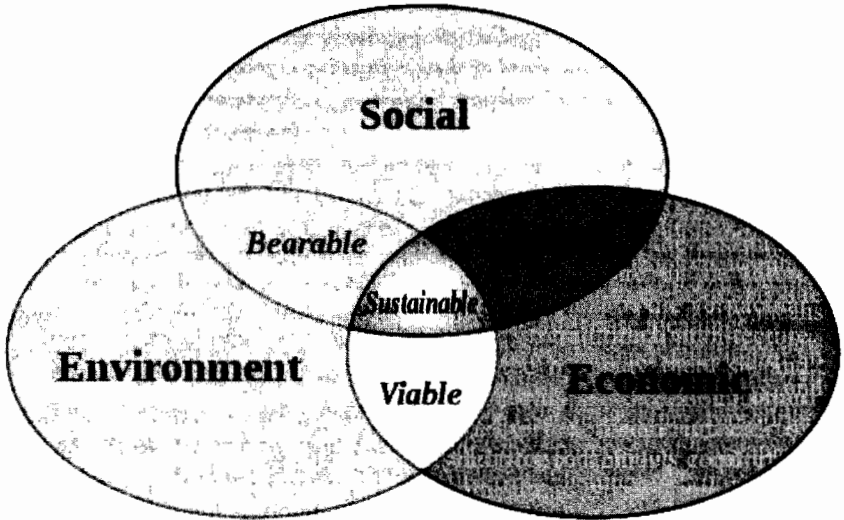 Social
Bearable
Sustainable
Environment
Economic
Viable